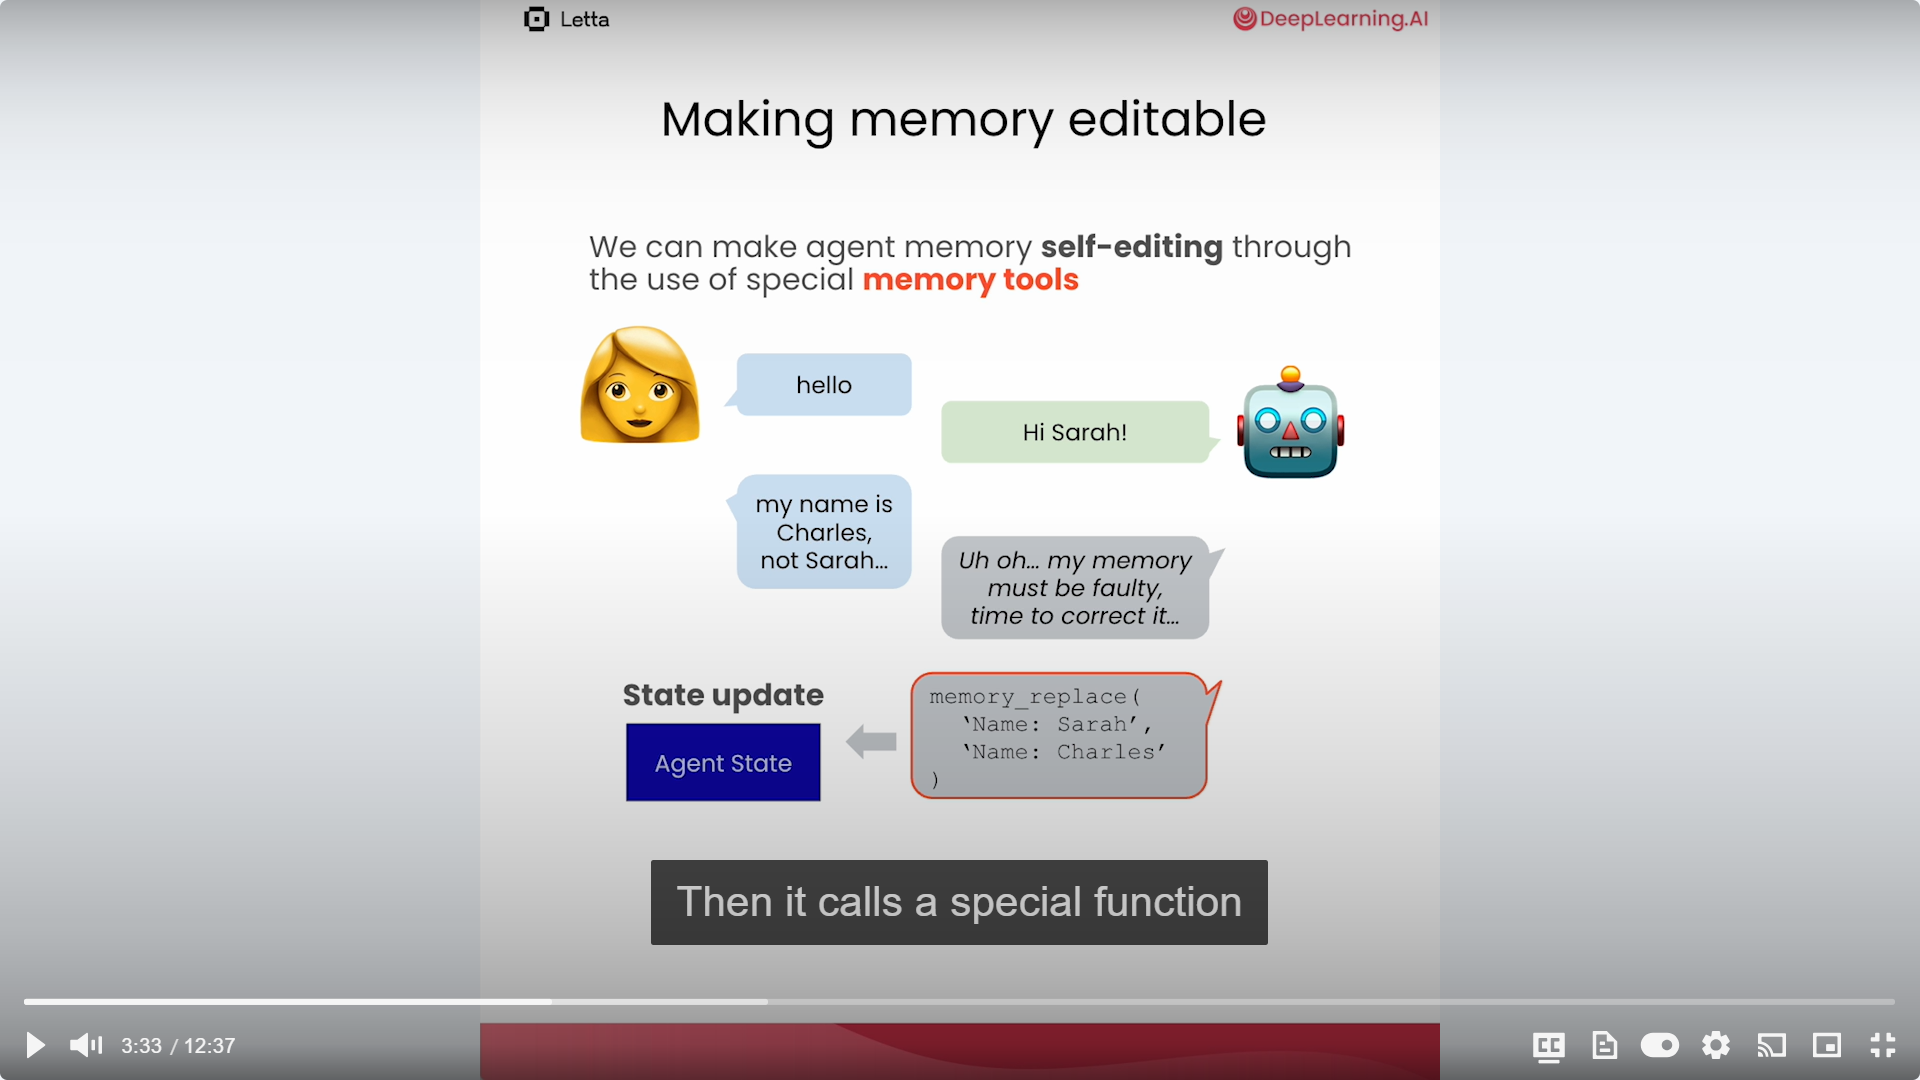 Letta
DeepLearning.AI
Making memory editable
We can make agent memory self-editing through
the use of special memory tools
hello
Hi Sarah!
my name is
Charles,
not Sarah...
Uh oh... my memory
must be faulty,
time to correct it...
State update
Agent State
memory_replace(
‘Name: Sarah’,
‘Name: Charles’
)
Then it calls a special function
3:33 / 12:37
CC